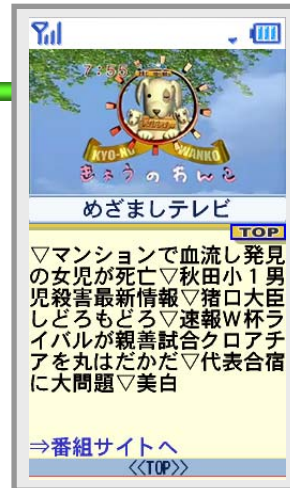 7:55
KYO-NO WANKO
きょうのわんこ
めざましテレビ
TOP
▽マンションで血流し発見
の女児が死亡▽秋田小1男
児殺害最新情報▽猪口大臣
しどろもどろ▽速報W杯ラ
イバルが親善試合クロアチ
アを丸はだかだ▽代表合宿
に大問題▽美白
⇒番組サイトへ
<<TOP>>